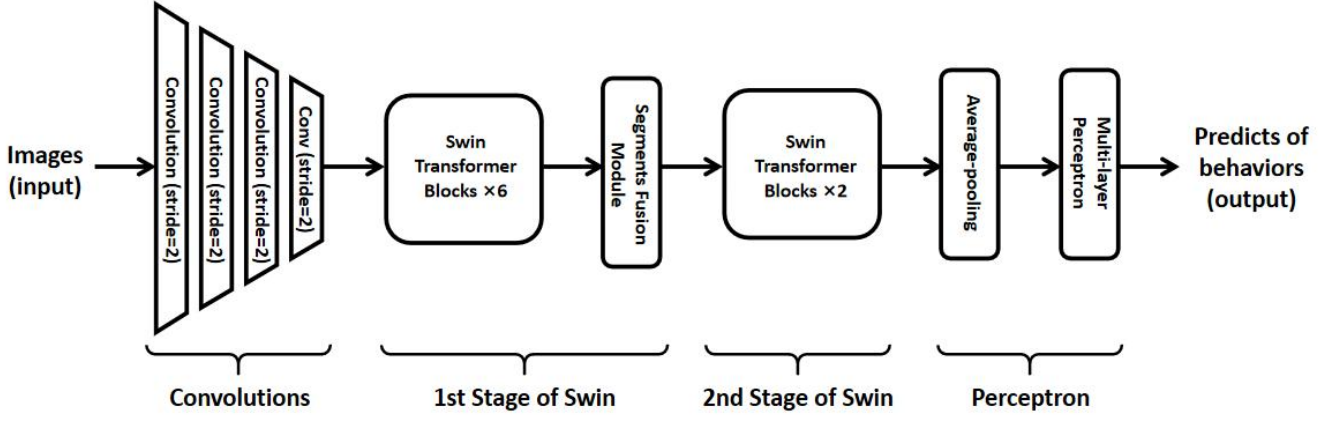 Images
(input)
Convolution (stride=2)
Convolution (stride=2)
Convolution (stride=2)
Conv (stride=2)
Swin
Transformer
Blocks ×6
Segments Fusion
Module
Swin
Transformer
Blocks ×2
Average-pooling
Multi-layer
Perceptron
Predicts of
behaviors
(output)
Convolutions
1st Stage of Swin
2nd Stage of Swin
Perceptron